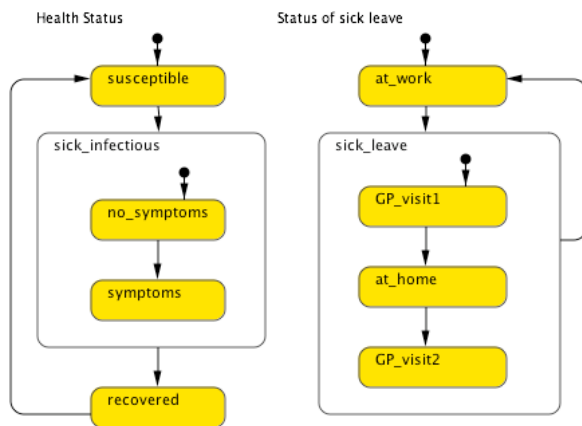 Health Status
susceptible
sick_infectious
no_symptoms
symptoms
recovered
Status of sick leave
at_work
sick_leave
GP_visit1
at_home
GP_visit2